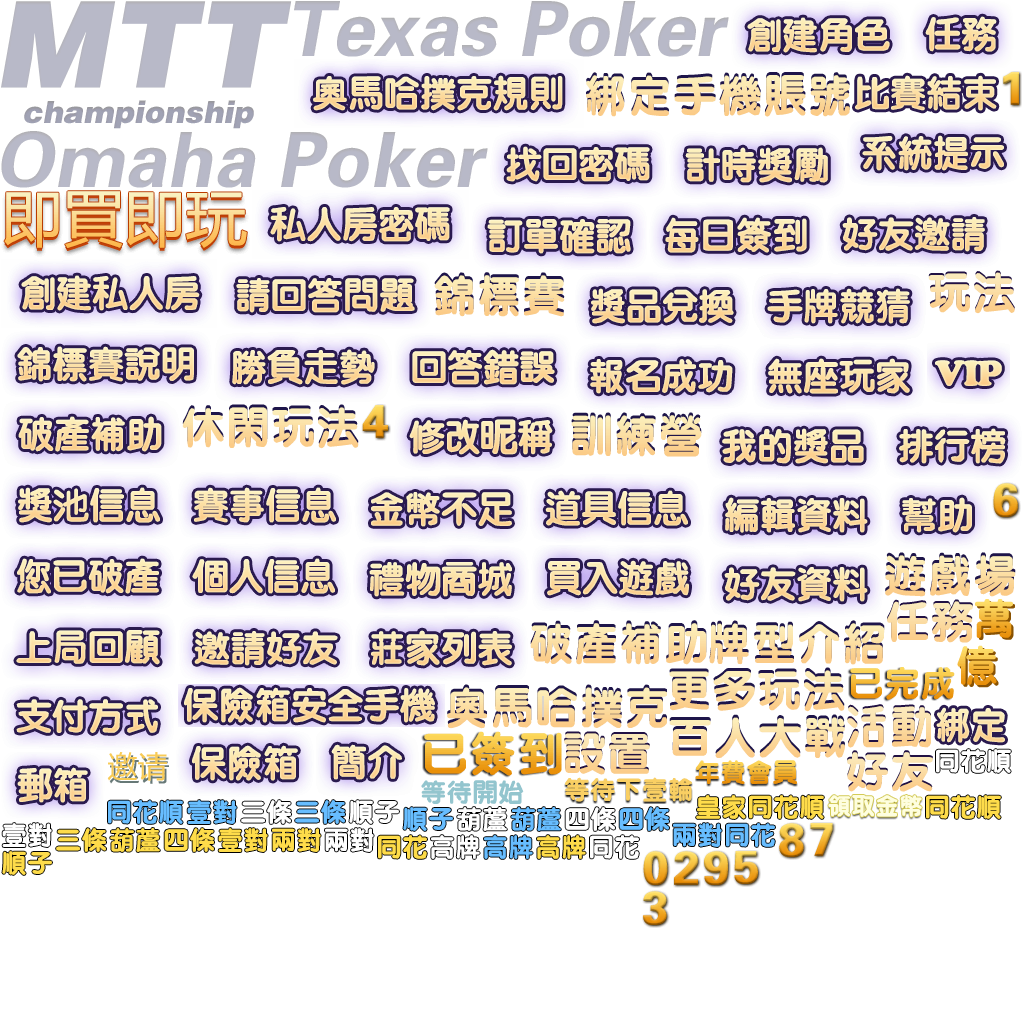 MTT Texas Poker 創建角色 任務
championship 奧馬哈撲克規則 綁定手機賬號 比賽結束 1
Omaha Poker 找回密碼 計時獎勵 系統提示
即買即玩 私人房密碼 訂單確認 每日簽到 好友邀請
創建私人房 請回答問題 錦標賽 獎品兌換 手牌競猜 玩法
錦標賽說明 勝負走勢 回答錯誤 報名成功 無座玩家 VIP
破產補助 休閑玩法 4 修改昵稱 訓練營 我的獎品 排行榜
獎池信息 賽事信息 金幣不足 道具信息 編輯資料 幫助 6
您已破產 個人信息 禮物商城 買入遊戲 好友資料 遊戲場
上局回顧 邀請好友 莊家列表 破產補助 牌型介紹 任務 萬
支付方式 保險箱安全手機 奧馬哈撲克 更多玩法 已完成 億
郵箱 邀请 保險箱 簡介 已簽到 設置 百人大戰 活動 綁定
等待開始 等待下壹輪 年費會員 好友 同花順
同花順 壹對 三條 三條 順子 順子 葫蘆 葫蘆 四條 四條 皇家同花順 領取金幣 同花順
壹對 三條 葫蘆 四條 壹對 兩對 兩對 同花 高牌 高牌 高牌 同花 兩對 同花 87
順子 0295
3